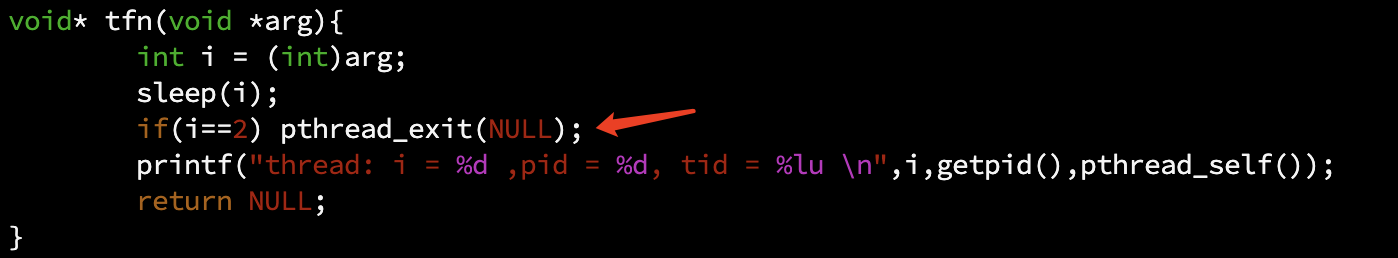 void* tfn(void *arg){
        int i = (int)arg;
        sleep(i);
        if(i==2) pthread_exit(NULL);
        printf("thread: i = %d ,pid = %d, tid = %lu \n",i,getpid(),pthread_self());
        return NULL;
}